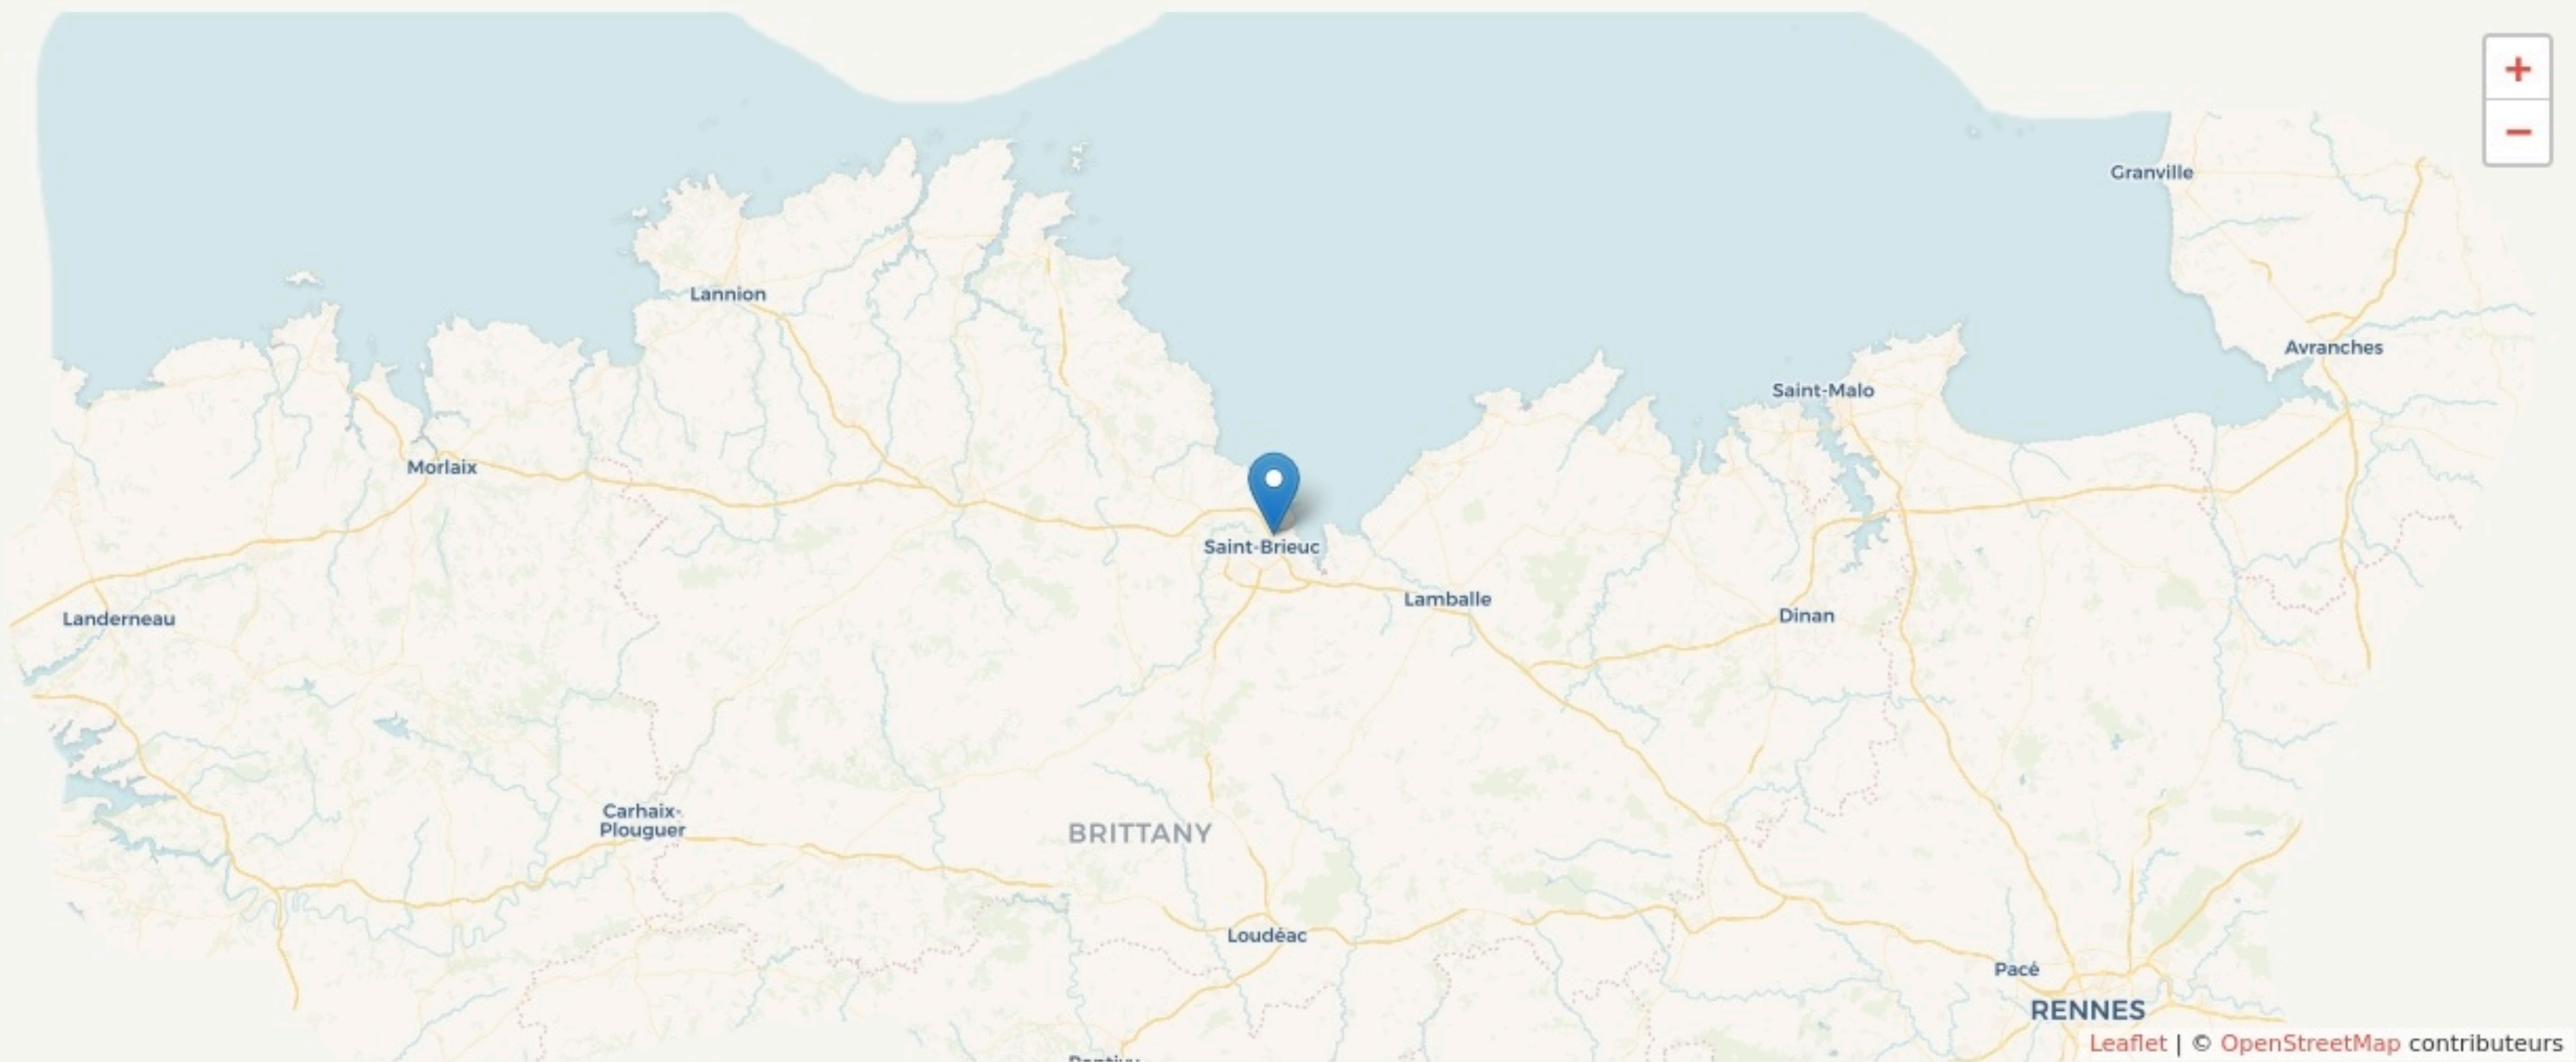 +
−
Granville
Lannion
Avranches
Saint-Malo
Morlaix
Saint-Brieuc
Lamballe
Landerneau
Dinan
Carhaix-
Plouguer
BRITTANY
Loudéac
Pacé
RENNES
Leaflet | © OpenStreetMap contributeurs